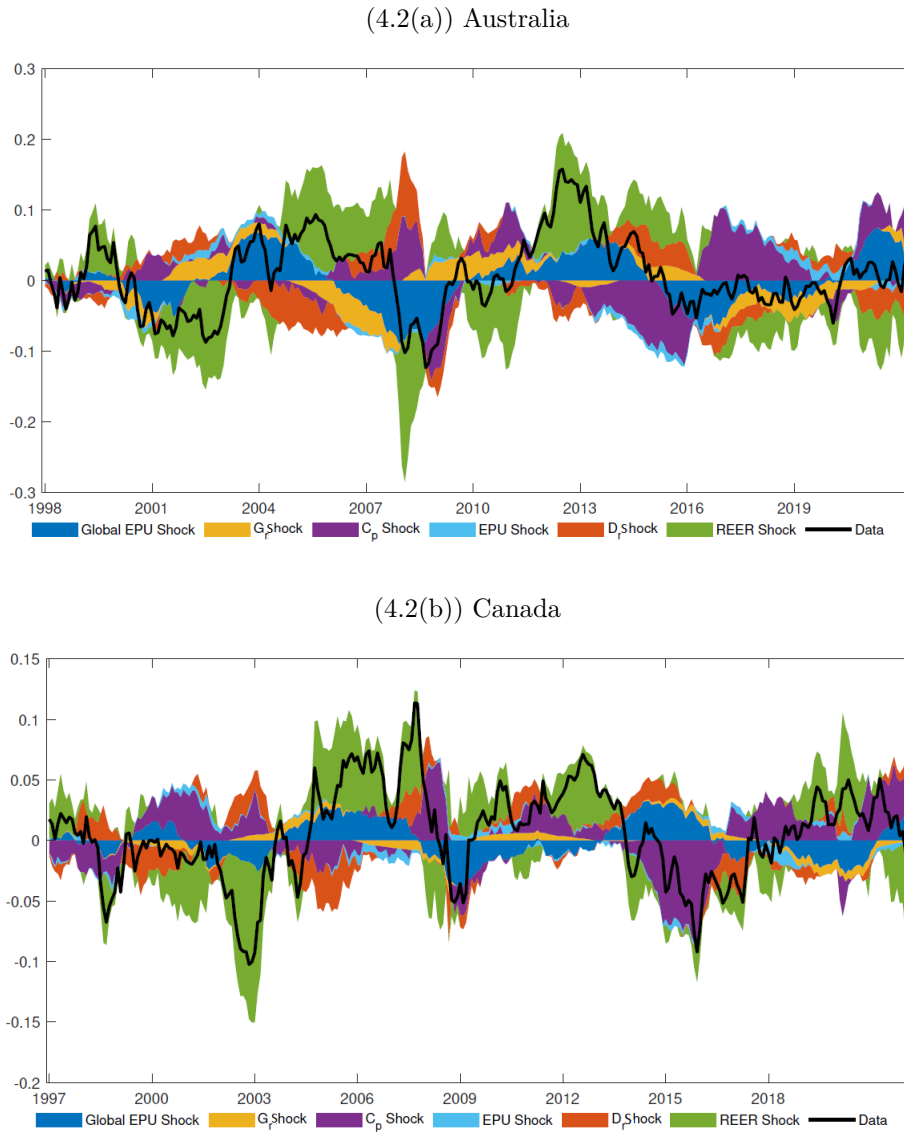 (4.2(a)) Australia
0.3
0.2
0.1
0
-0.1
-0.2
-0.3
1998 2001 2004 2007 2010 2013 2016 2019
Global EPU Shock G_r Shock C_p Shock EPU Shock D_r Shock REER Shock Data
(4.2(b)) Canada
0.15
0.1
0.05
0
-0.05
-0.1
-0.15
-0.2
1997 2000 2003 2006 2009 2012 2015 2018
Global EPU Shock G_r Shock C_p Shock EPU Shock D_r Shock REER Shock Data